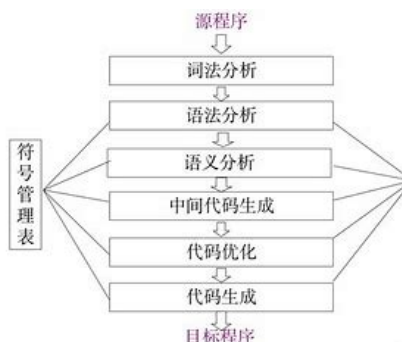 源程序
词法分析
语法分析
语义分析
中间代码生成
代码优化
代码生成
目标程序
符号管理表